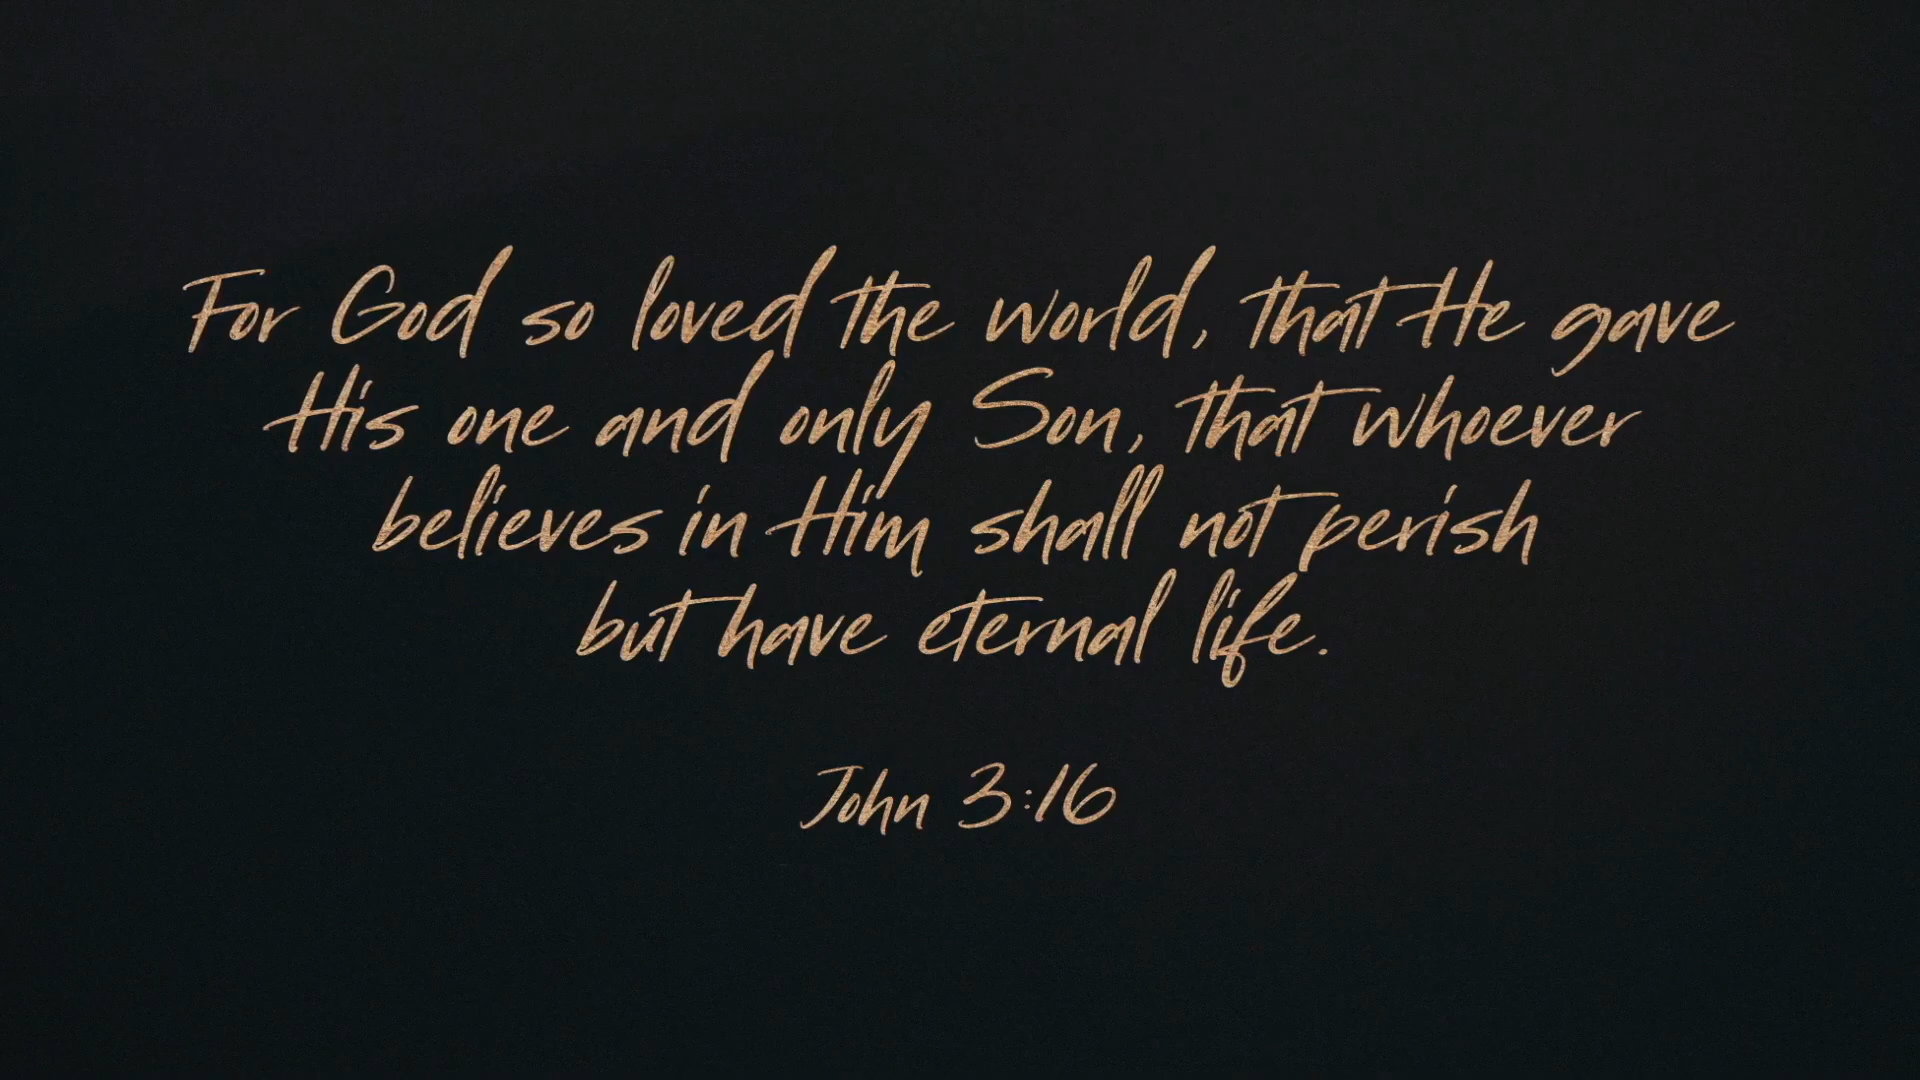 For God so loved the world, that He gave
His one and only Son, that whoever
believes in Him shall not perish
but have eternal life.
John 3:16